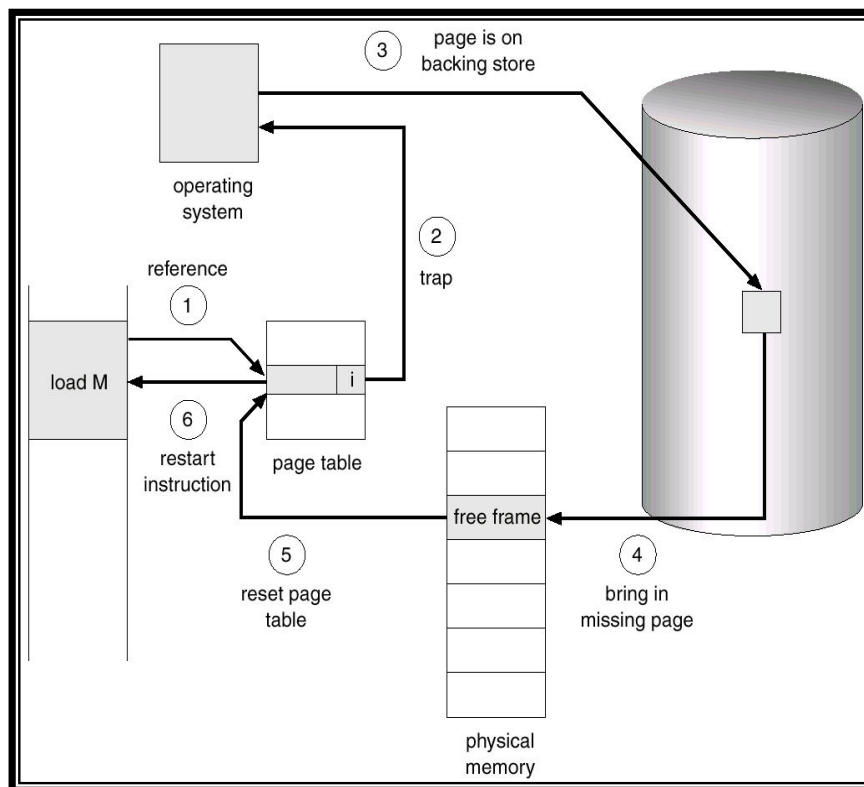 3
page is on
backing store
operating
system
2
trap
reference
1
load M
i
6
restart
instruction
page table
free frame
5
reset page
table
4
bring in
missing page
physical
memory